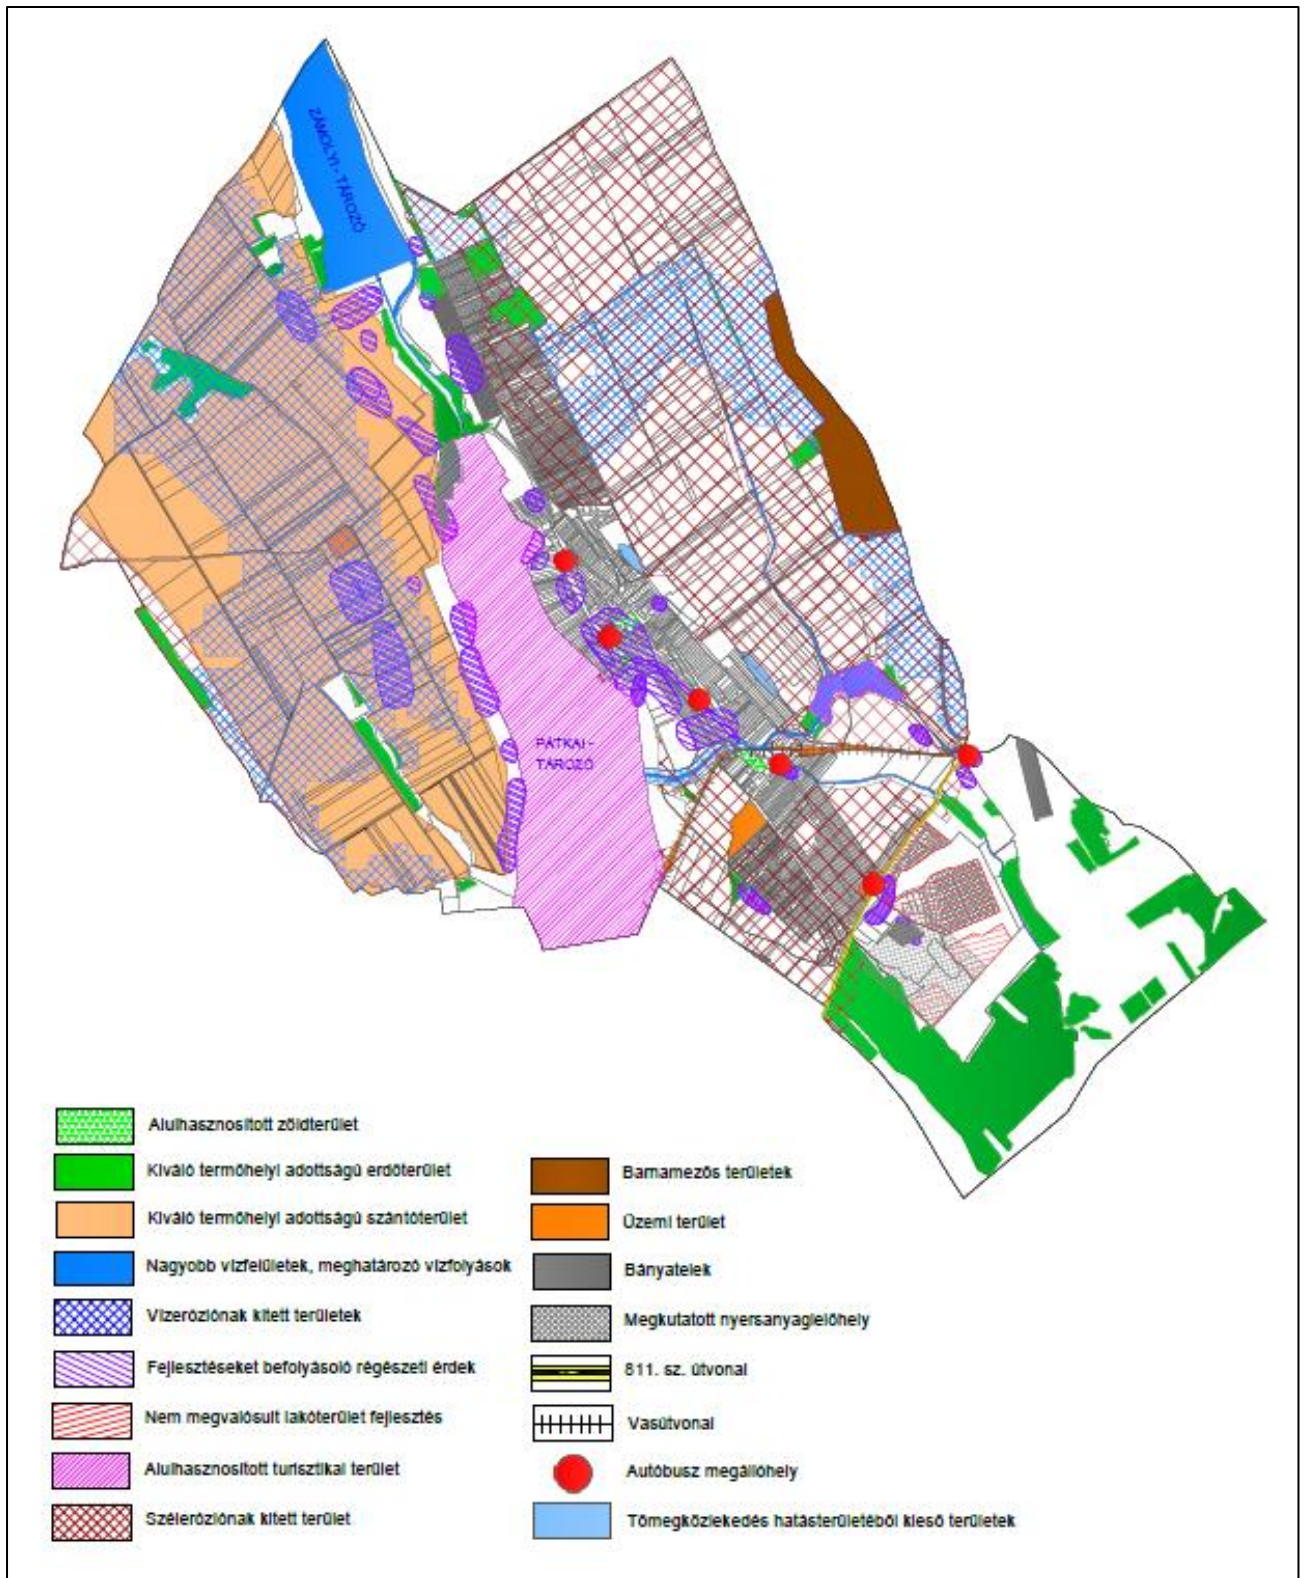 ZÁMOLYI - TÁROZÓ
PÁTKAI -
TÁROZÓ
Alulhasznosított zöldterület
Kiváló termőhelyi adottságú erdőterület
Kiváló termőhelyi adottságú szántóterület
Nagyobb vízfelületek, meghatározó vízfolyások
Vízeróziónak kitett területek
Fejlesztéseket befolyásoló régészeti érdek
Nem megvalósult lakóterület fejlesztés
Alulhasznosított turisztikai terület
Széleróziónak kitett terület
Barnamezős területek
Üzemi terület
Bányatelek
Megkutatott nyersanyaglelőhely
811. sz. útvonal
Vasútvonal
Autóbusz megállóhely
Tömegközlekedés hatásterületéből kieső területek